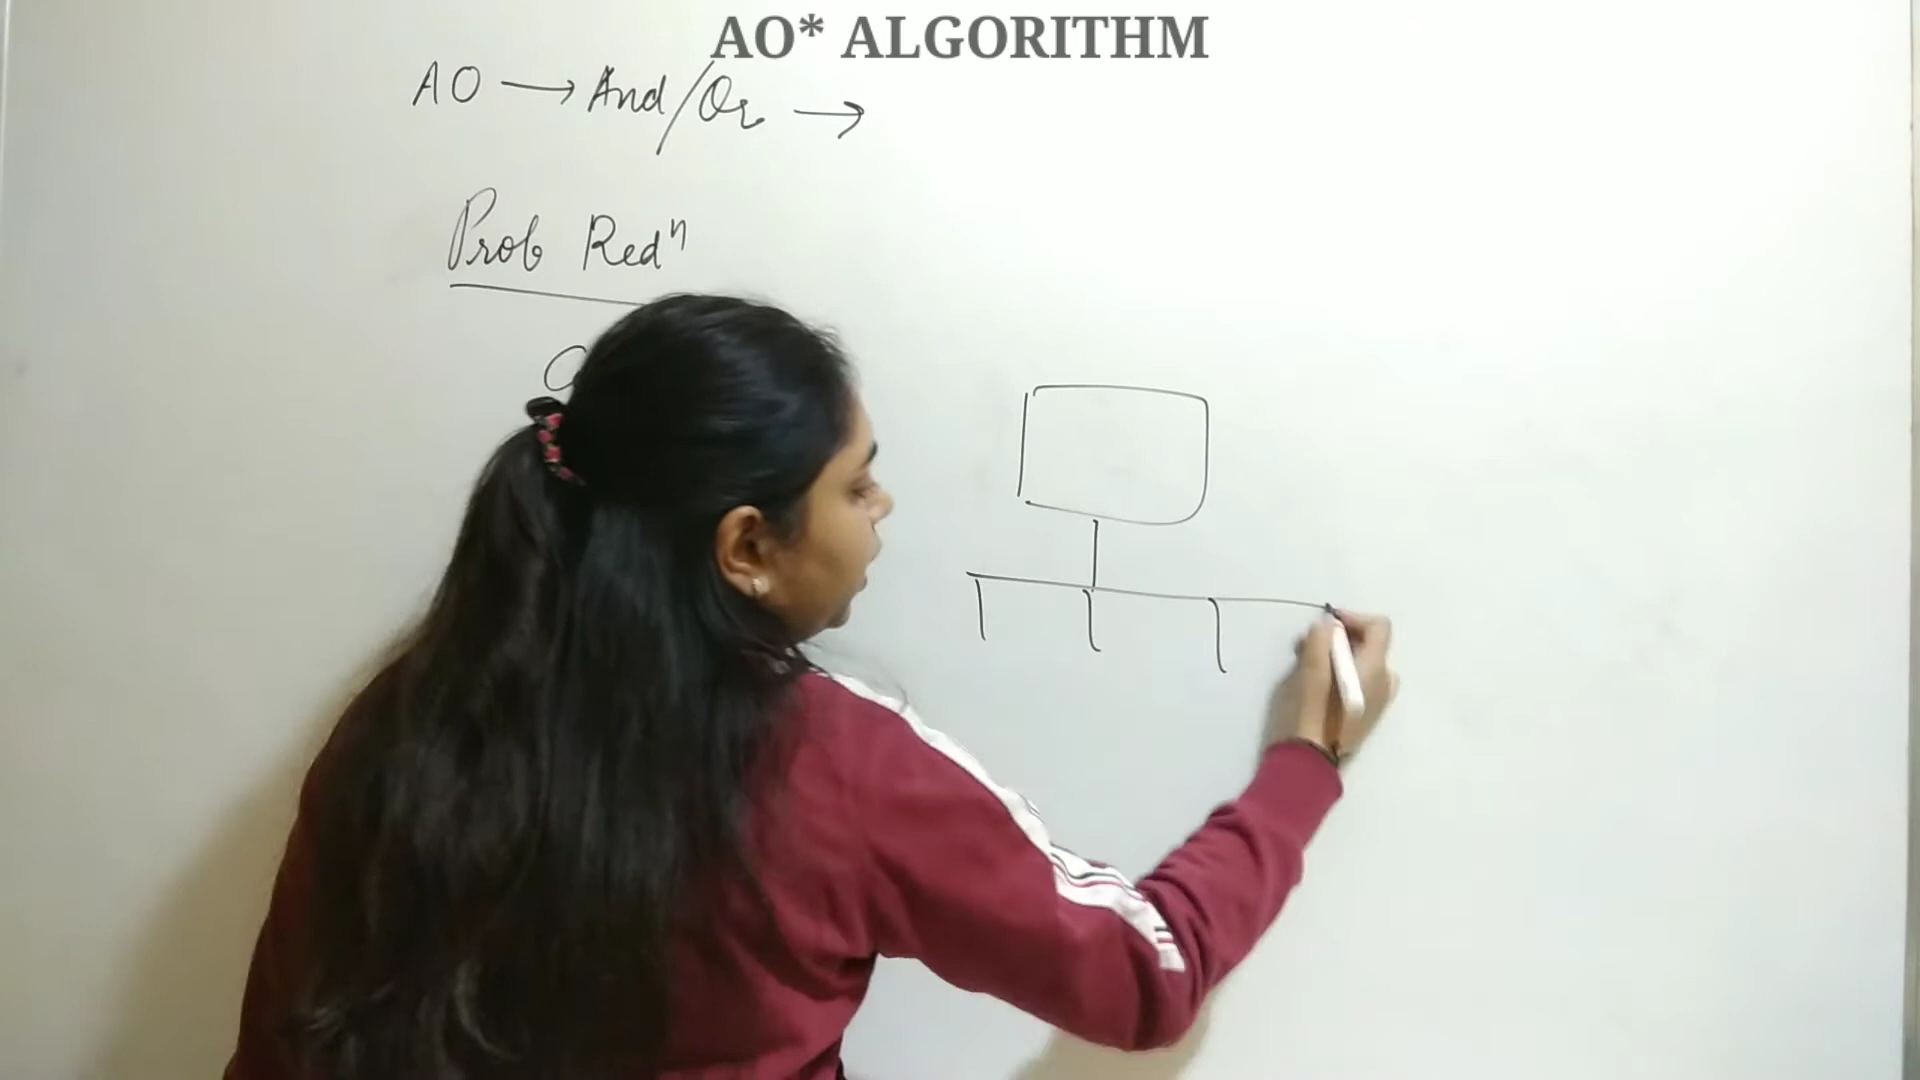 AO* ALGORITHM
AO → And/Or →
Prob Redⁿ